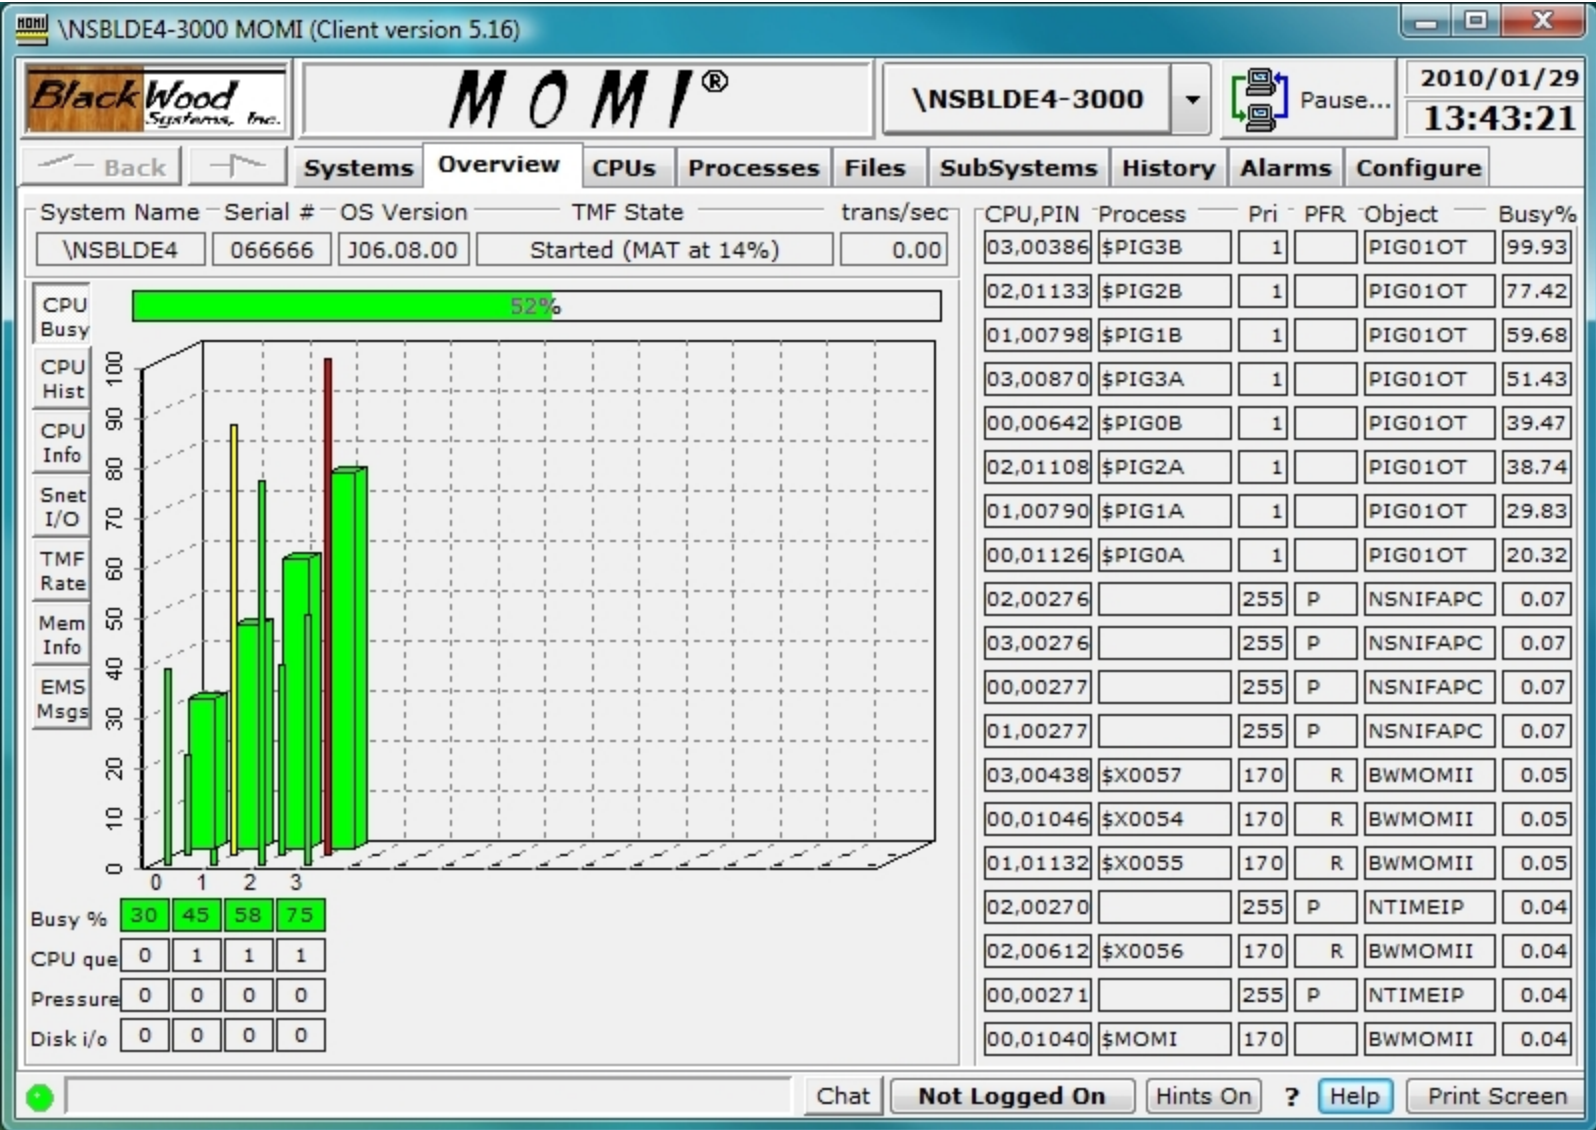 MOMI \NSBLDE4-3000 MOMI (Client version 5.16)
BlackWood Systems, Inc. MOMI® \NSBLDE4-3000 Pause... 2010/01/29
13:43:21
Back Systems Overview CPUs Processes Files SubSystems History Alarms Configure
System Name Serial # OS Version TMF State trans/sec
\NSBLDE4 066666 J06.08.00 Started (MAT at 14%) 0.00
CPU Busy
52%
CPU Hist
CPU Info
Snet I/O
TMF Rate
Mem Info
EMS Msgs
100
90
80
70
60
50
40
30
20
10
0
0 1 2 3
Busy % 30 45 58 75
CPU que 0 1 1 1
Pressure 0 0 0 0
Disk i/o 0 0 0 0
CPU,PIN Process Pri PFR Object Busy%
03,00386 $PIG3B 1 PIG01OT 99.93
02,01133 $PIG2B 1 PIG01OT 77.42
01,00798 $PIG1B 1 PIG01OT 59.68
03,00870 $PIG3A 1 PIG01OT 51.43
00,00642 $PIG0B 1 PIG01OT 39.47
02,01108 $PIG2A 1 PIG01OT 38.74
01,00790 $PIG1A 1 PIG01OT 29.83
00,01126 $PIG0A 1 PIG01OT 20.32
02,00276 255 P NSNIFAPC 0.07
03,00276 255 P NSNIFAPC 0.07
00,00277 255 P NSNIFAPC 0.07
01,00277 255 P NSNIFAPC 0.07
03,00438 $X0057 170 R BWMOMII 0.05
00,01046 $X0054 170 R BWMOMII 0.05
01,01132 $X0055 170 R BWMOMII 0.05
02,00270 255 P NTIMEIP 0.04
02,00612 $X0056 170 R BWMOMII 0.04
00,00271 255 P NTIMEIP 0.04
00,01040 $MOMI 170 BWMOMII 0.04
Chat Not Logged On Hints On ? Help Print Screen